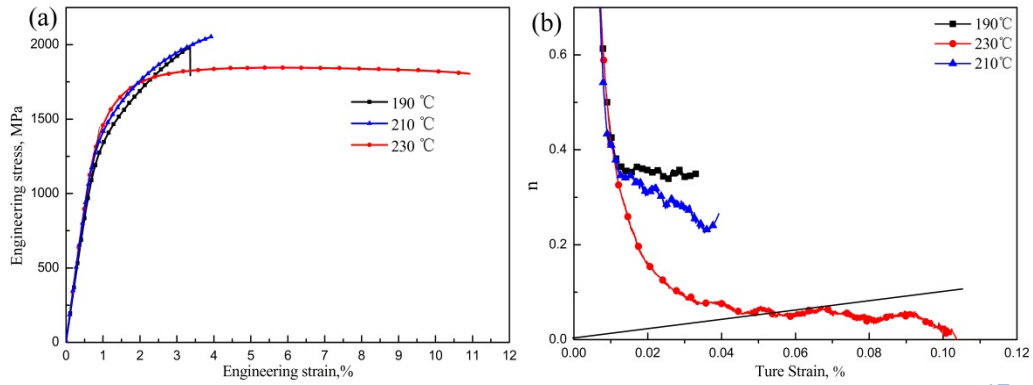 (a)
2000
1500
1000
500
0
Engineering stress, MPa
190 ℃
210 ℃
230 ℃
0 1 2 3 4 5 6 7 8 9 10 11 12
Engineering strain,%
(b)
0.6
0.4
0.2
0.0
n
190℃
230℃
210℃
0.00 0.02 0.04 0.06 0.08 0.10 0.12
Ture Strain, %